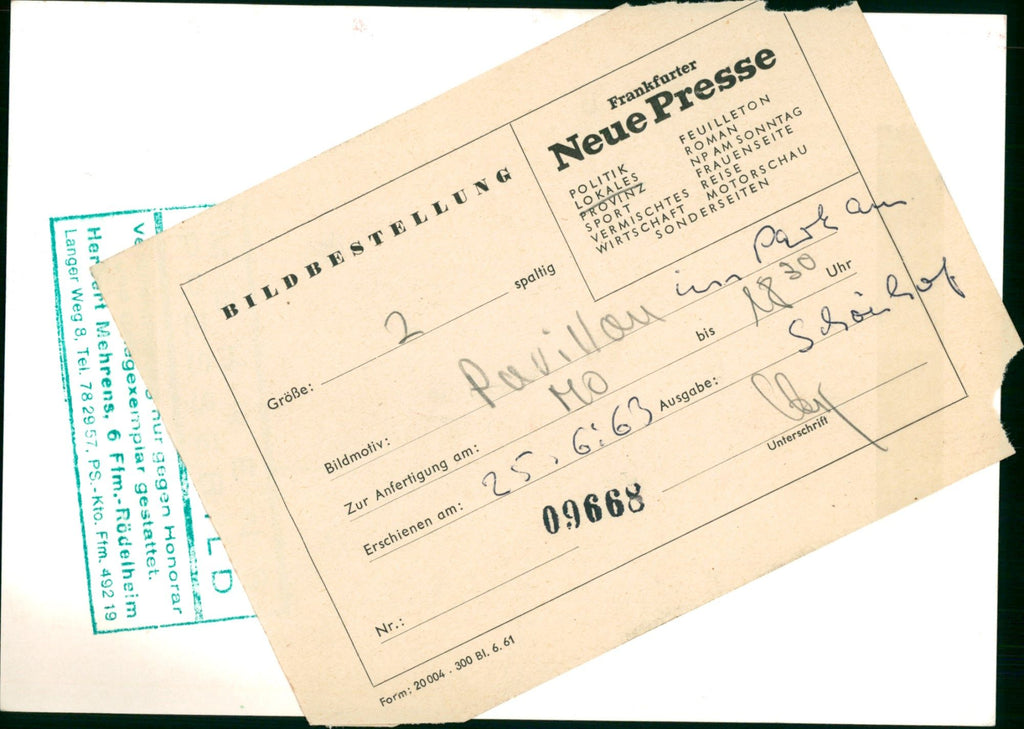 Frankfurter
Neue Presse
POLITIK
LOKALES
PROVINZ
SPORT
VERMISCHTES
WIRTSCHAFT
FEUILLETON
ROMAN
NP AM SONNTAG
FRAUENSEITE
REISE
MOTORSCHAU
SONDERSEITEN
BILDBESTELLUNG
Größe: 2 spaltig
Bildmotiv: Pavillon im Park am
Schönhof
Zur Anfertigung am: MO bis 18 30 Uhr
Erschienen am: 25.6.63 Ausgabe:
Unterschrift
Nr.: 09668
Form: 20004 . 300 Bl. 6.61
LD
nur gegen Honorar
gestattet.
Mehrens, 6 Ffm.-Rödelheim
Langer Weg 8, Tel. 78 29 57, PS.-Kto. Ffm. 492 19